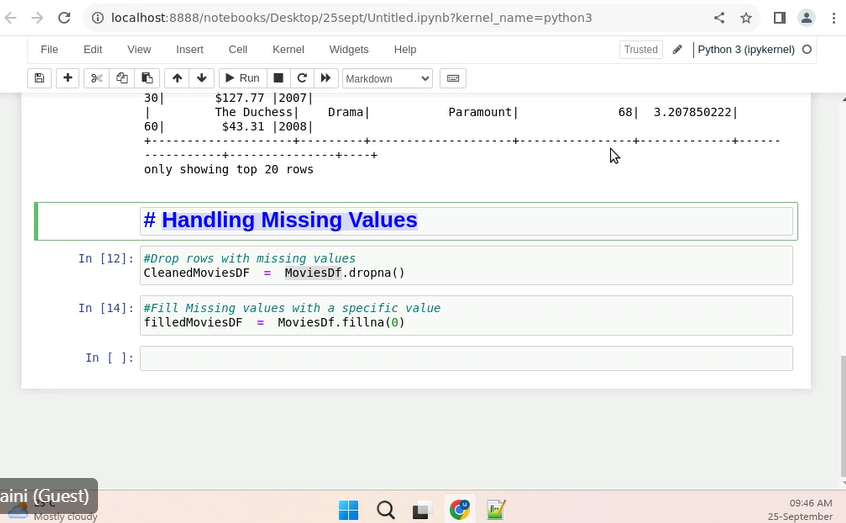 localhost:8888/notebooks/Desktop/25sept/Untitled.ipynb?kernel_name=python3
File Edit View Insert Cell Kernel Widgets Help Trusted Python 3 (ipykernel)
Run Markdown
30| $127.77 |2007|
| The Duchess| Drama| Paramount| 68| 3.207850222|
60| $43.31 |2008|
+--------------------+---------+--------------------+---------------+-------------+------
-----------+---------------+----+
only showing top 20 rows
# Handling Missing Values
In [12]: #Drop rows with missing values
CleanedMoviesDF = MoviesDf.dropna()
In [14]: #Fill Missing values with a specific value
filledMoviesDF = MoviesDf.fillna(0)
In [ ]:
aini (Guest)
Mostly cloudy
09:46 AM
25-September